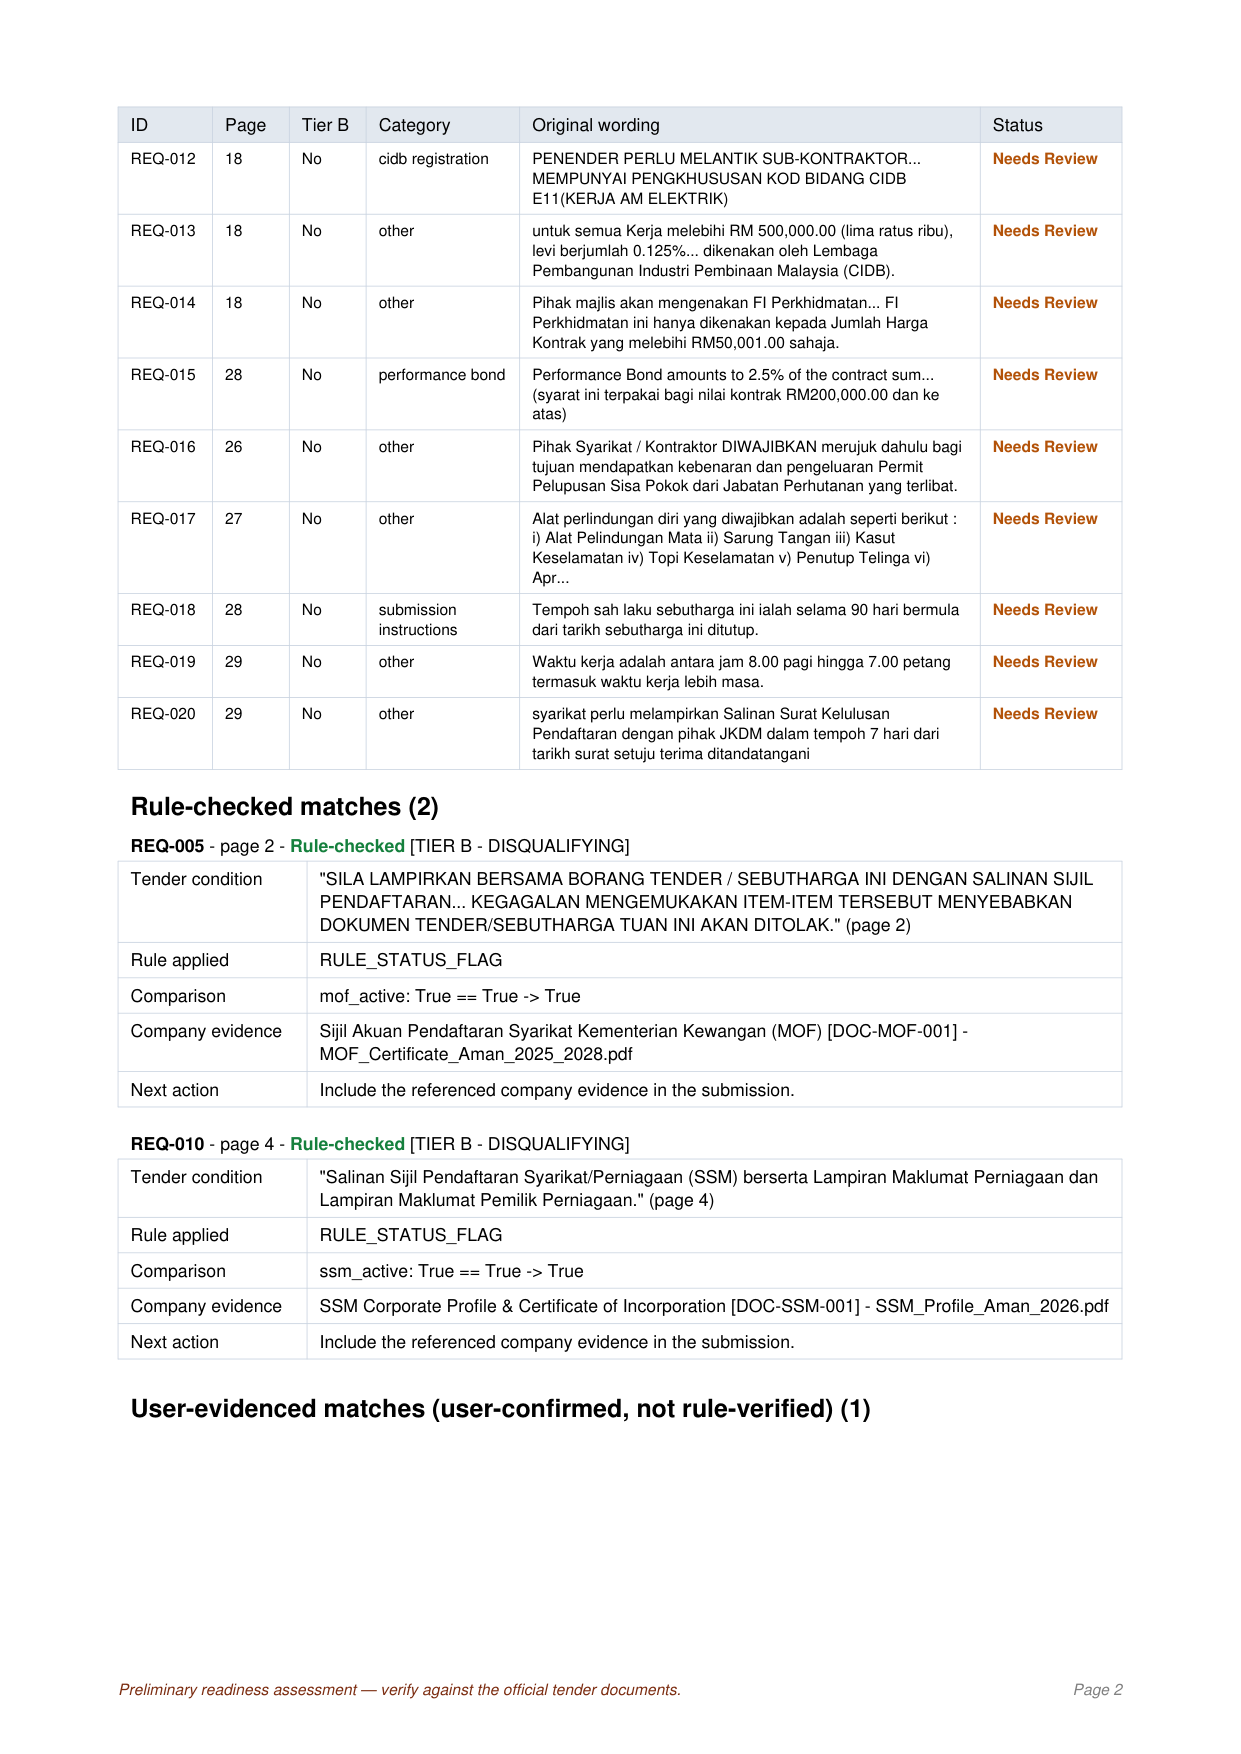 ID Page Tier B Category Original wording Status
REQ-012 18 No cidb registration PENENDER PERLU MELANTIK SUB-KONTRAKTOR... Needs Review
MEMPUNYAI PENGKHUSUSAN KOD BIDANG CIDB
E11(KERJA AM ELEKTRIK)
REQ-013 18 No other untuk semua Kerja melebihi RM 500,000.00 (lima ratus ribu), Needs Review
levi berjumlah 0.125%... dikenakan oleh Lembaga
Pembangunan Industri Pembinaan Malaysia (CIDB).
REQ-014 18 No other Pihak majlis akan mengenakan FI Perkhidmatan... FI Needs Review
Perkhidmatan ini hanya dikenakan kepada Jumlah Harga
Kontrak yang melebihi RM50,001.00 sahaja.
REQ-015 28 No performance bond Performance Bond amounts to 2.5% of the contract sum... Needs Review
(syarat ini terpakai bagi nilai kontrak RM200,000.00 dan ke
atas)
REQ-016 26 No other Pihak Syarikat / Kontraktor DIWAJIBKAN merujuk dahulu bagi Needs Review
tujuan mendapatkan kebenaran dan pengeluaran Permit
Pelupusan Sisa Pokok dari Jabatan Perhutanan yang terlibat.
REQ-017 27 No other Alat perlindungan diri yang diwajibkan adalah seperti berikut : Needs Review
i) Alat Pelindungan Mata ii) Sarung Tangan iii) Kasut
Keselamatan iv) Topi Keselamatan v) Penutup Telinga vi)
Apr...
REQ-018 28 No submission Tempoh sah laku sebutharga ini ialah selama 90 hari bermula Needs Review
instructions dari tarikh sebutharga ini ditutup.
REQ-019 29 No other Waktu kerja adalah antara jam 8.00 pagi hingga 7.00 petang Needs Review
termasuk waktu kerja lebih masa.
REQ-020 29 No other syarikat perlu melampirkan Salinan Surat Kelulusan Needs Review
Pendaftaran dengan pihak JKDM dalam tempoh 7 hari dari
tarikh surat setuju terima ditandatangani
Rule-checked matches (2)
REQ-005 - page 2 - Rule-checked [TIER B - DISQUALIFYING]
Tender condition "SILA LAMPIRKAN BERSAMA BORANG TENDER / SEBUTHARGA INI DENGAN SALINAN SIJIL
PENDAFTARAN... KEGAGALAN MENGEMUKAKAN ITEM-ITEM TERSEBUT MENYEBABKAN
DOKUMEN TENDER/SEBUTHARGA TUAN INI AKAN DITOLAK." (page 2)
Rule applied RULE_STATUS_FLAG
Comparison mof_active: True == True -> True
Company evidence Sijil Akuan Pendaftaran Syarikat Kementerian Kewangan (MOF) [DOC-MOF-001] -
MOF_Certificate_Aman_2025_2028.pdf
Next action Include the referenced company evidence in the submission.
REQ-010 - page 4 - Rule-checked [TIER B - DISQUALIFYING]
Tender condition "Salinan Sijil Pendaftaran Syarikat/Perniagaan (SSM) berserta Lampiran Maklumat Perniagaan dan
Lampiran Maklumat Pemilik Perniagaan." (page 4)
Rule applied RULE_STATUS_FLAG
Comparison ssm_active: True == True -> True
Company evidence SSM Corporate Profile & Certificate of Incorporation [DOC-SSM-001] - SSM_Profile_Aman_2026.pdf
Next action Include the referenced company evidence in the submission.
User-evidenced matches (user-confirmed, not rule-verified) (1)
Preliminary readiness assessment — verify against the official tender documents. Page 2